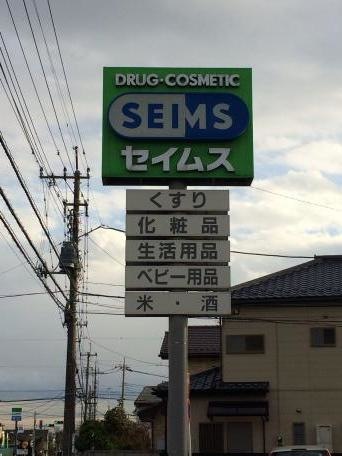 DRUG・COSMETIC
SEIMS
セイムス
くすり
化粧品
生活用品
ベビー用品
米・酒